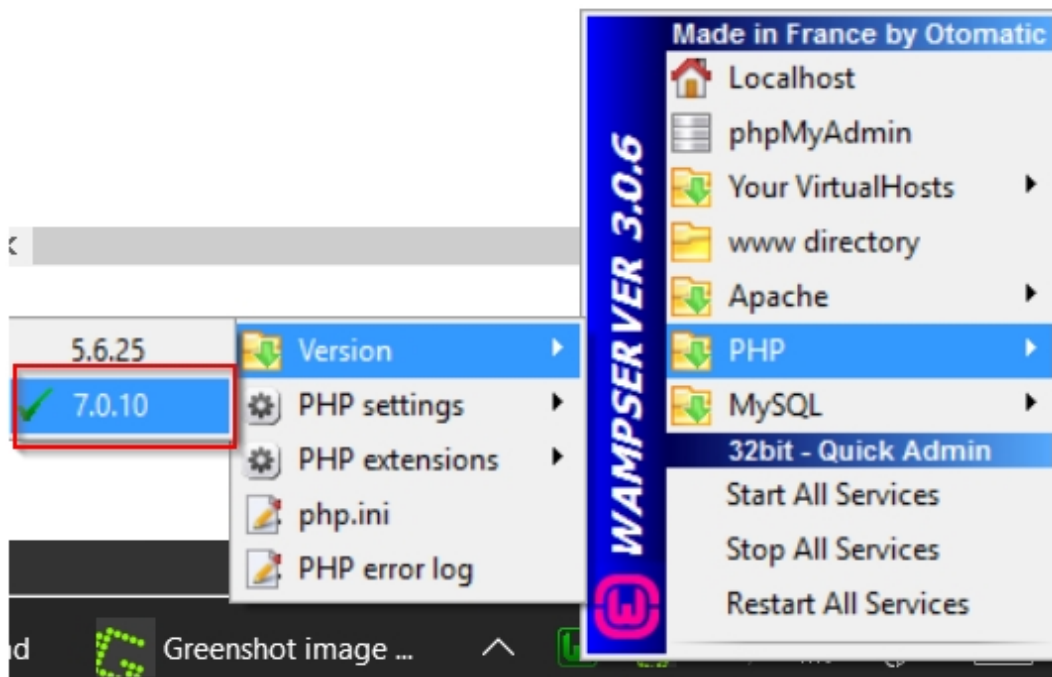 Made in France by Otomatic
Localhost
phpMyAdmin
Your VirtualHosts
www directory
Apache
PHP
MySQL
32bit - Quick Admin
Start All Services
Stop All Services
Restart All Services
WAMPSERVER 3.0.6
Version
PHP settings
PHP extensions
php.ini
PHP error log
5.6.25
7.0.10
Greenshot image ...